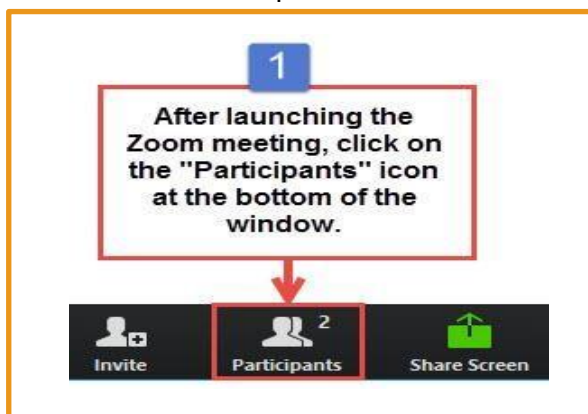 1
After launching the
Zoom meeting, click on
the "Participants" icon
at the bottom of the
window.
2
Invite
Participants
Share Screen